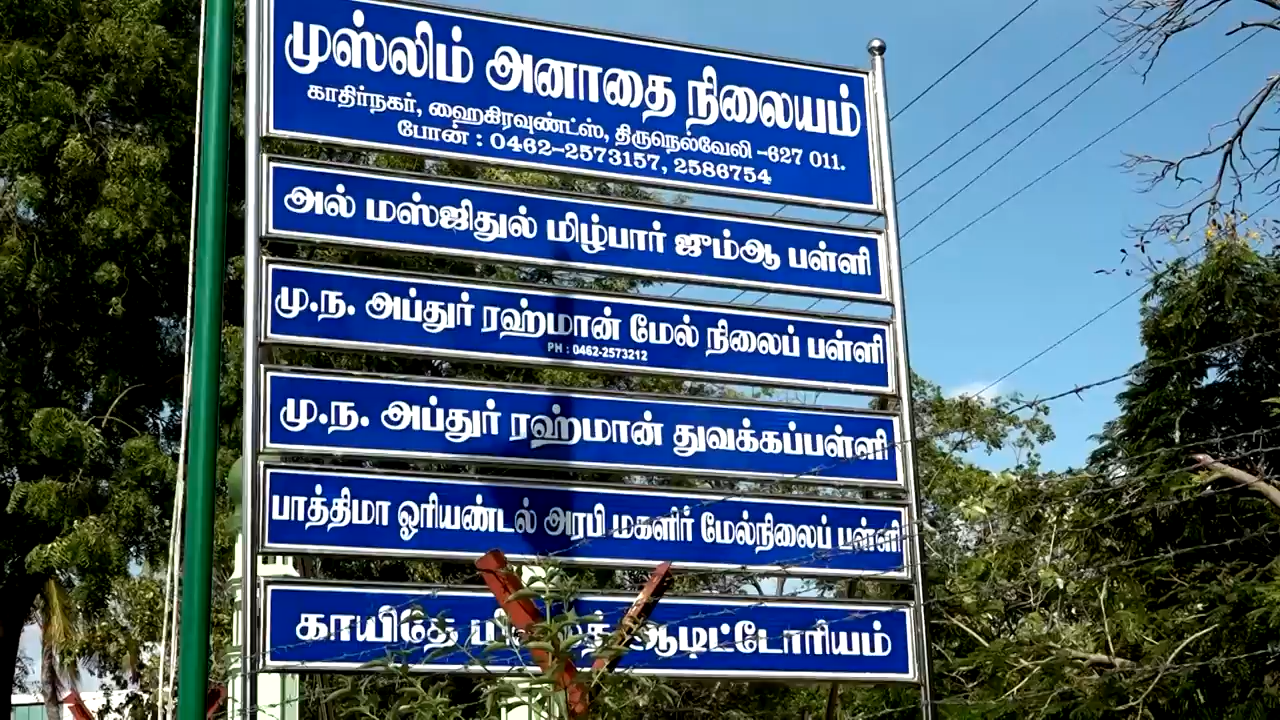 முஸ்லிம் அனாதை நிலையம்
காதிர்நகர், ஹைகிரவுண்ட்ஸ், திருநெல்வேலி -627 011.
போன் : 0462-2573157, 2586754
அல் மஸ்ஜிதுல் மிழ்பார் ஜும்ஆ பள்ளி
மு.ந. அப்துர் ரஹ்மான் மேல் நிலைப் பள்ளி
PH : 0462-2573212
மு.ந. அப்துர் ரஹ்மான் துவக்கப்பள்ளி
பாத்திமா ஓரியண்டல் அரபி மகளிர் மேல்நிலைப் பள்ளி
காயிதே ஆடிட்டோரியம்